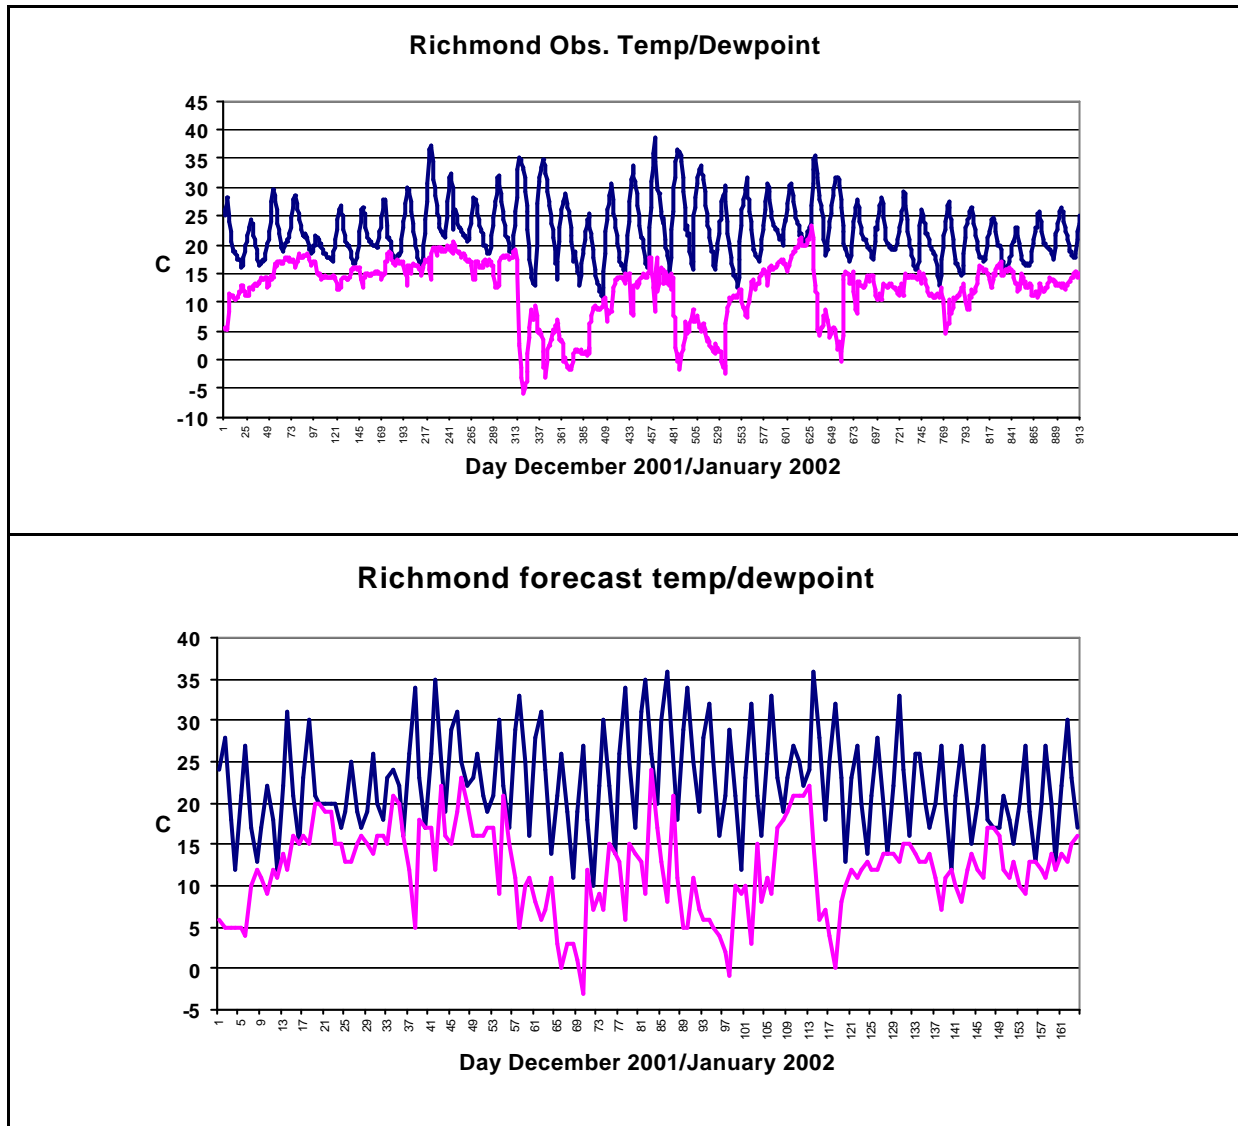 Richmond Obs. Temp/Dewpoint
45
40
35
30
25
20
15
10
5
0
-5
-10
C
1 25 49 73 97 121 145 169 193 217 241 265 289 313 337 361 385 409 433 457 481 505 529 553 577 601 625 649 673 697 721 745 769 793 817 841 865 889 913
Day December 2001/January 2002
Richmond forecast temp/dewpoint
40
35
30
25
20
15
10
5
0
-5
C
1 5 9 13 17 21 25 29 33 37 41 45 49 53 57 61 65 69 73 77 81 85 89 93 97 101 105 109 113 117 121 125 129 133 137 141 145 149 153 157 161
Day December 2001/January 2002